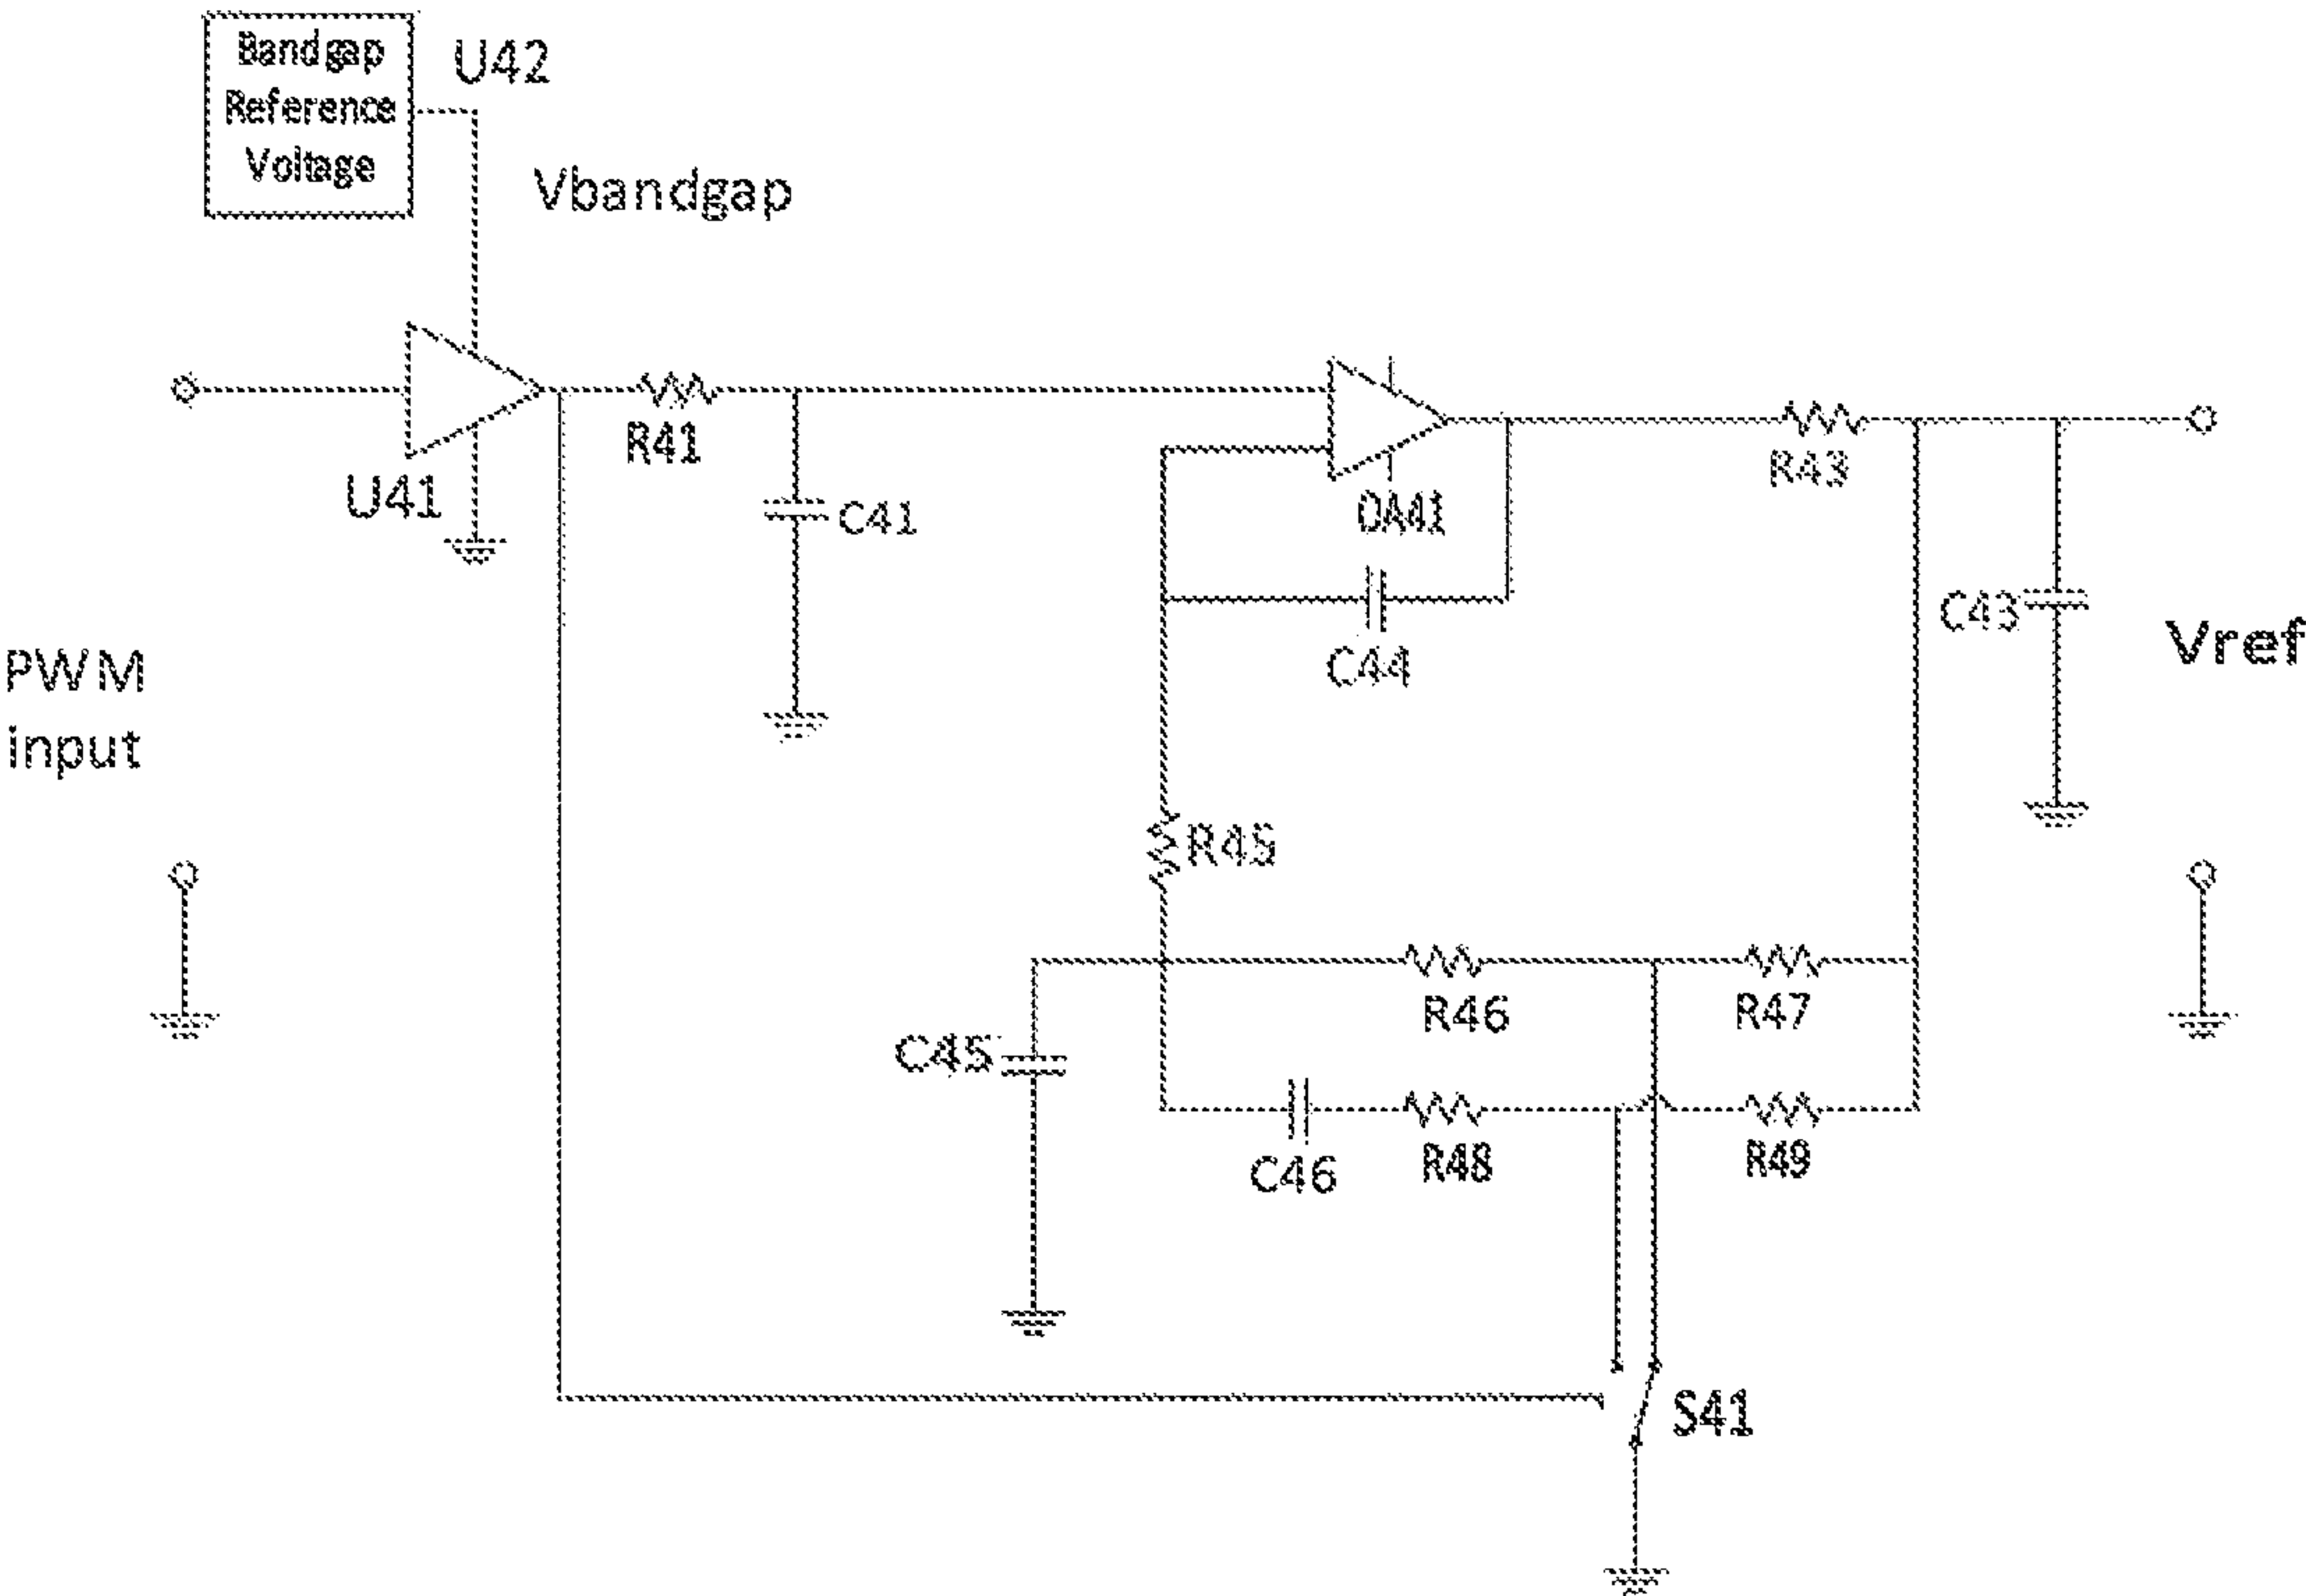 Bandgap
Reference
Voltage
U42
Vbandgap
U41
R41
C41
OA41
R43
C44
C43
Vref
PWM
input
R45
R46
R47
C45
C46
R48
R49
S41